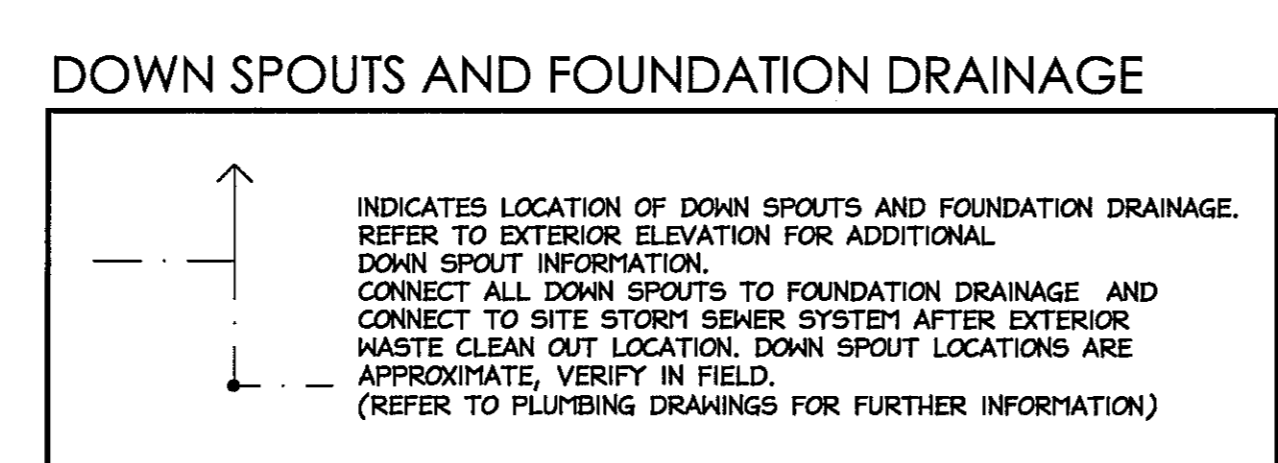 DOWN SPOUTS AND FOUNDATION DRAINAGE
INDICATES LOCATION OF DOWN SPOUTS AND FOUNDATION DRAINAGE.
REFER TO EXTERIOR ELEVATION FOR ADDITIONAL
DOWN SPOUT INFORMATION.
CONNECT ALL DOWN SPOUTS TO FOUNDATION DRAINAGE AND
CONNECT TO SITE STORM SEWER SYSTEM AFTER EXTERIOR
WASTE CLEAN OUT LOCATION. DOWN SPOUT LOCATIONS ARE
APPROXIMATE, VERIFY IN FIELD.
(REFER TO PLUMBING DRAWINGS FOR FURTHER INFORMATION)